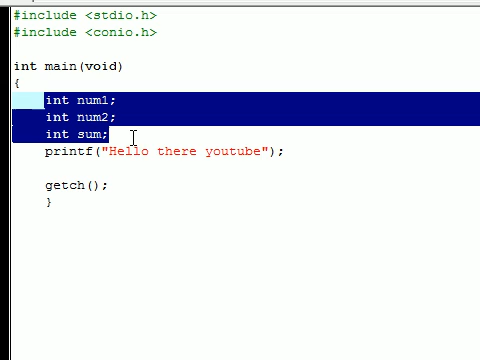 #include <stdio.h>
#include <conio.h>
int main(void)
{
int num1;
int num2;
int sum;
printf("Hello there youtube");
getch();
}